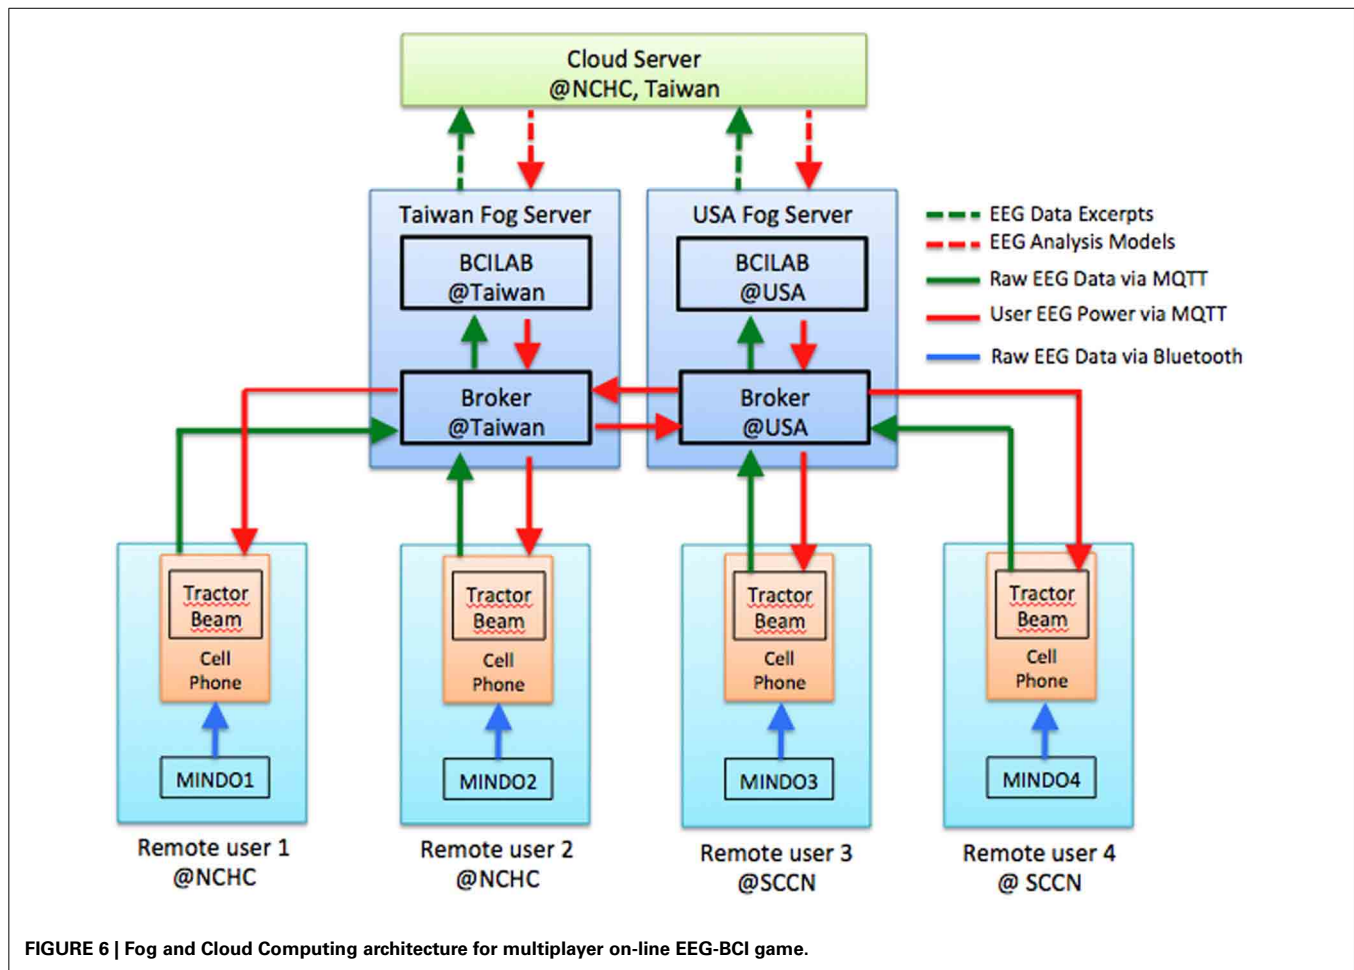 Cloud Server
@NCHC, Taiwan
Taiwan Fog Server
USA Fog Server
BCILAB
@Taiwan
BCILAB
@USA
Broker
@Taiwan
Broker
@USA
EEG Data Excerpts
EEG Analysis Models
Raw EEG Data via MQTT
User EEG Power via MQTT
Raw EEG Data via Bluetooth
Tractor
Beam
Cell
Phone
MINDO1
Remote user 1
@NCHC
Tractor
Beam
Cell
Phone
MINDO2
Remote user 2
@NCHC
Tractor
Beam
Cell
Phone
MINDO3
Remote user 3
@SCCN
Tractor
Beam
Cell
Phone
MINDO4
Remote user 4
@ SCCN
FIGURE 6 | Fog and Cloud Computing architecture for multiplayer on-line EEG-BCI game.